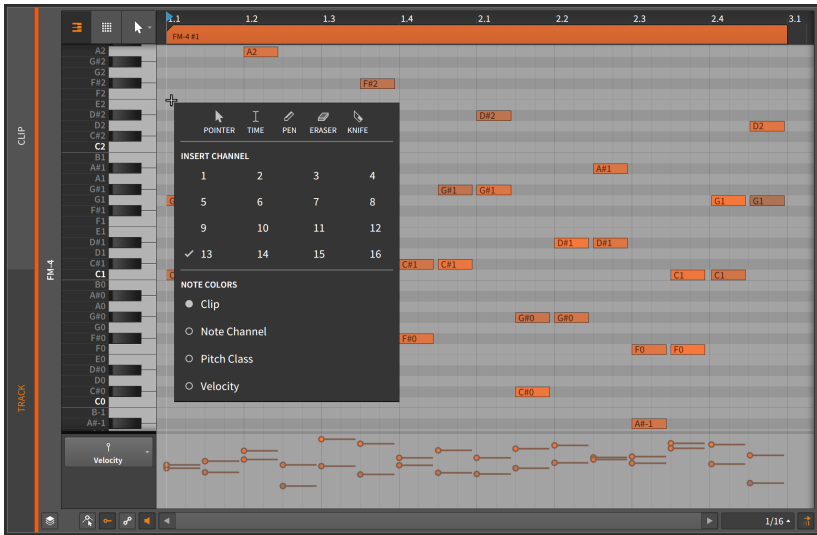 1.1 1.2 1.3 1.4 2.1 2.2 2.3 2.4 3.1
FM-4 #1
CLIP
TRACK
FM-4
A2 A2
G#2
G2
F#2 F#2
F2
E2
D#2 D#2
D2 D2
C#2
C2
B1
A#1 A#1
A1
G#1 G#1 G#1
G1 G G1 G1
F#1
F1
E1
D#1 D#1 D#1
D1
C#1 C#1 C#1
C1 C C1 C1
B0
A#0
A0
G#0 G#0 G#0
G0
F#0 F#0
F0 F0 F0
E0
D#0
D0
C#0 C#0
C0
B-1
A#-1 A#-1
POINTER TIME PEN ERASER KNIFE
INSERT CHANNEL
1 2 3 4
5 6 7 8
9 10 11 12
13 14 15 16
NOTE COLORS
Clip
Note Channel
Pitch Class
Velocity
Velocity
1/16